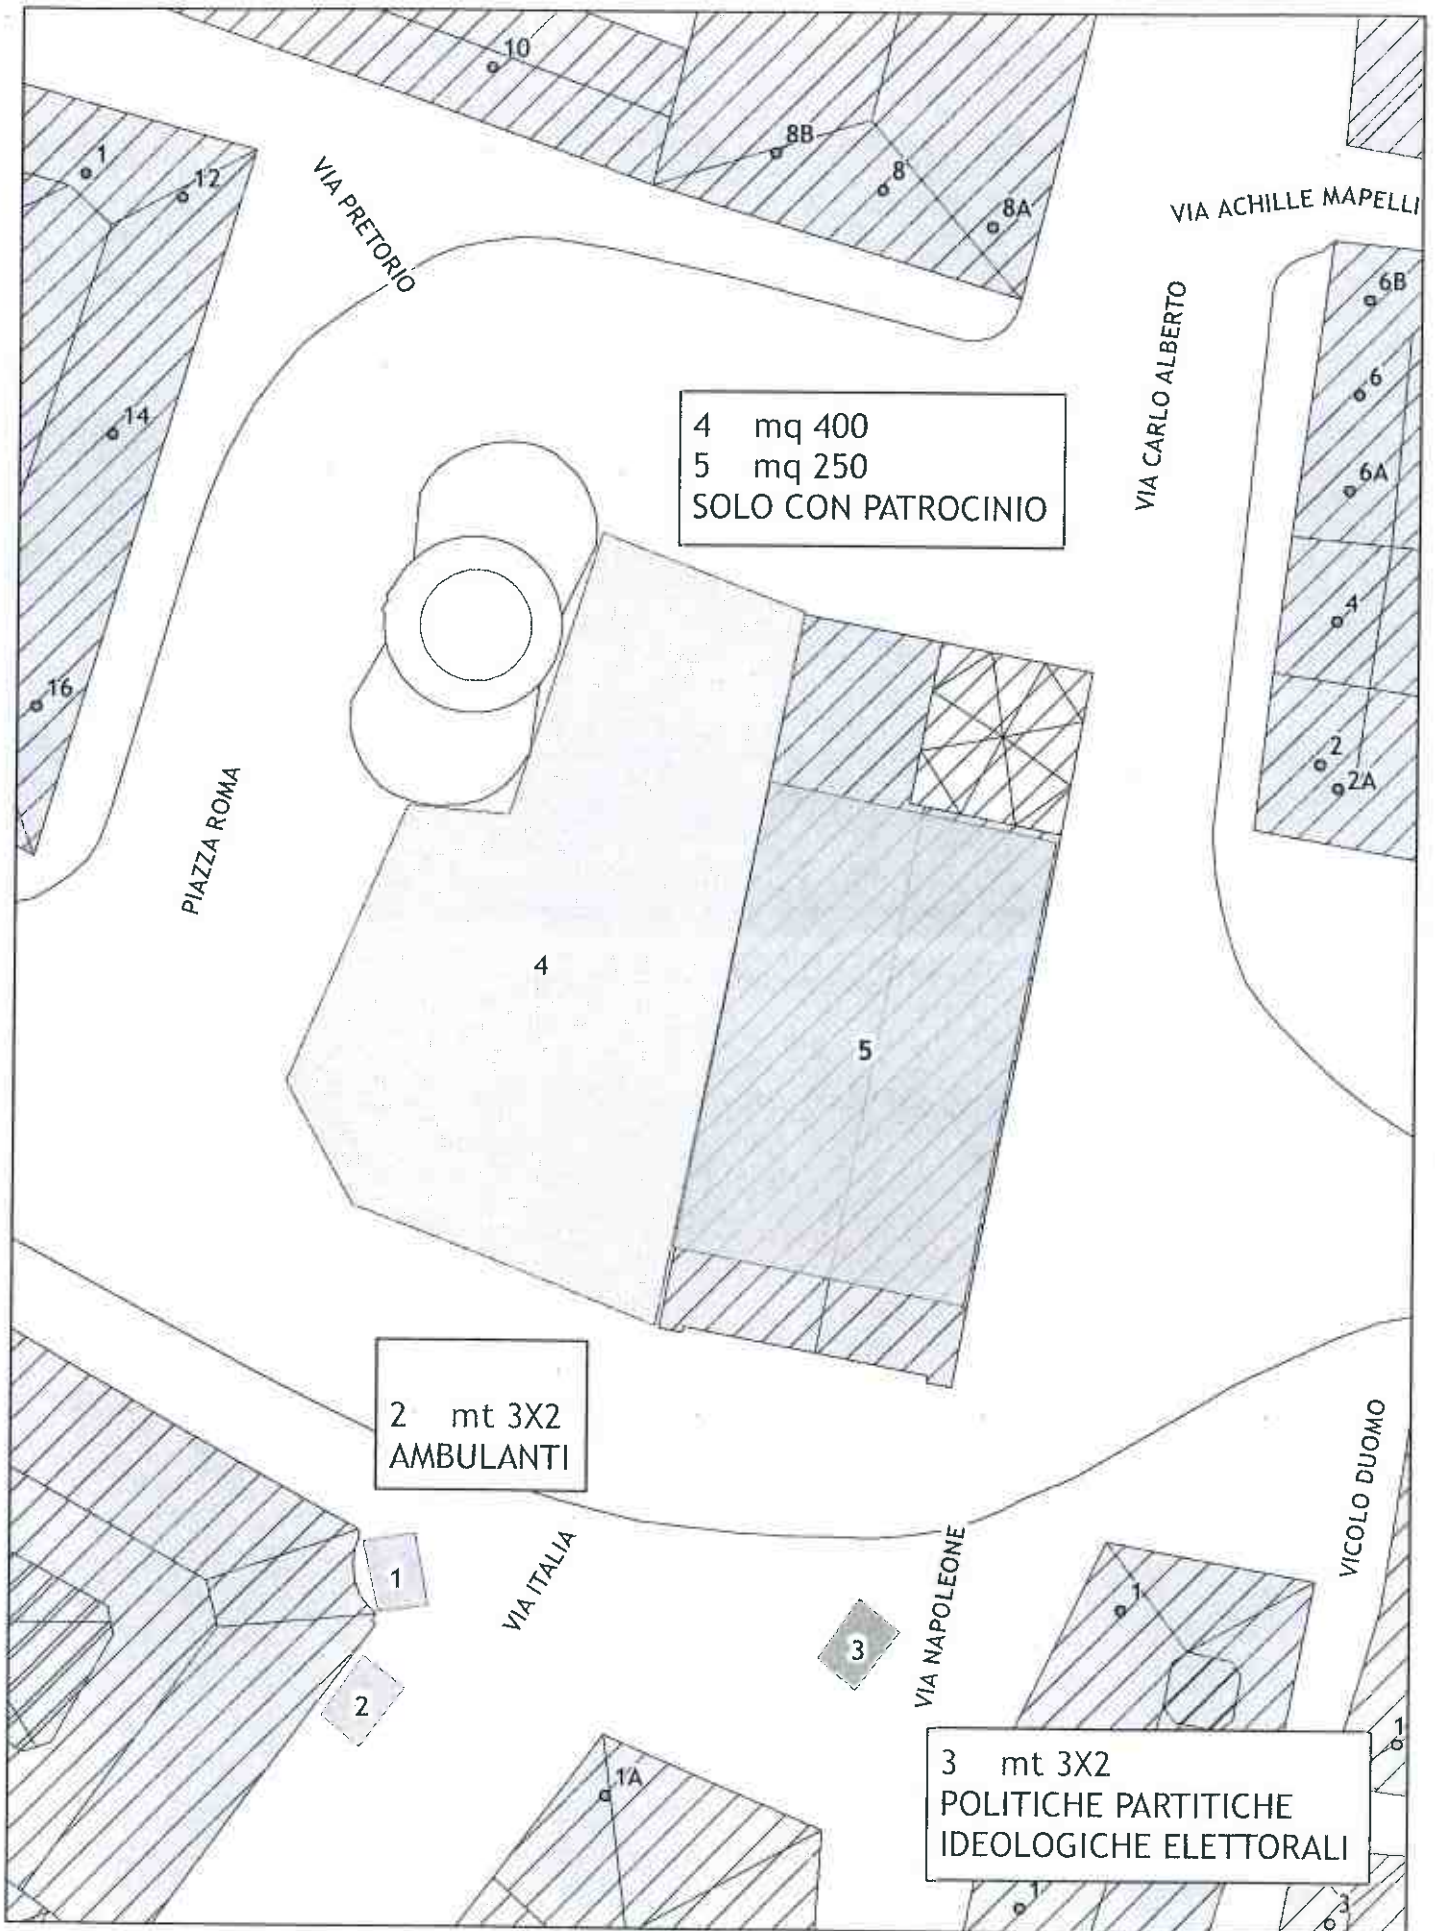 10
8B
8
8A
1
12
VIA PRETORIO
VIA ACHILLE MAPELLI
6B
VIA CARLO ALBERTO
6
14
6A
4 mq 400
5 mq 250
SOLO CON PATROCINIO
4
16
2
2A
PIAZZA ROMA
4
5
2 mt 3X2
AMBULANTI
VICOLO DUOMO
1
VIA ITALIA
VIA NAPOLEONE
1
3
2
1A
1
3 mt 3X2
POLITICHE PARTITICHE
IDEOLOGICHE ELETTORALI
1
3